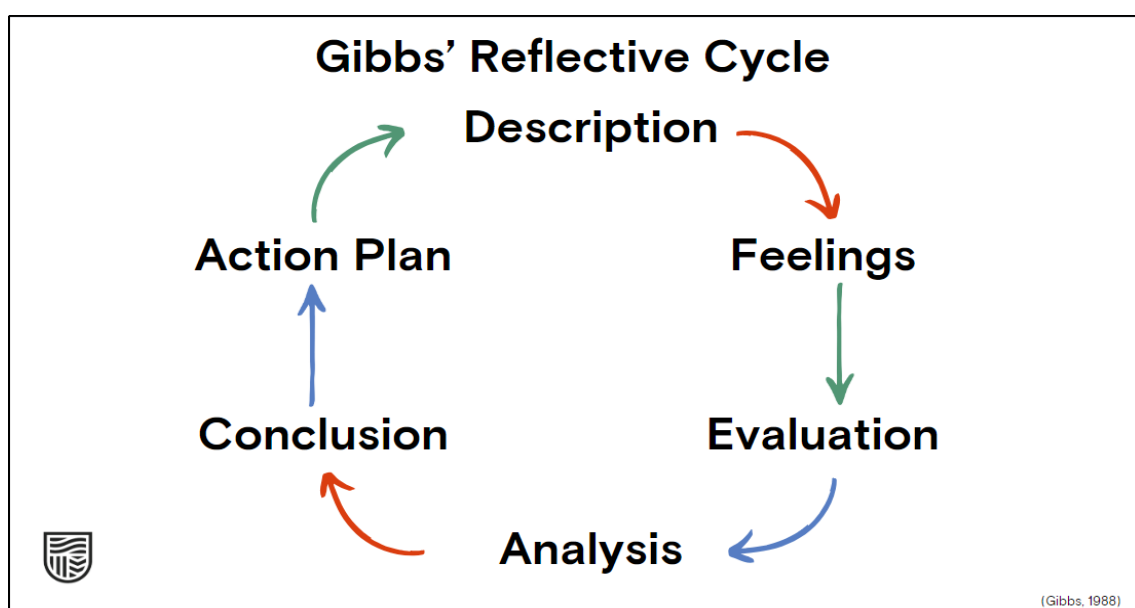 Gibbs’ Reflective Cycle
Description
Feelings
Evaluation
Analysis
Conclusion
Action Plan
(Gibbs, 1988)